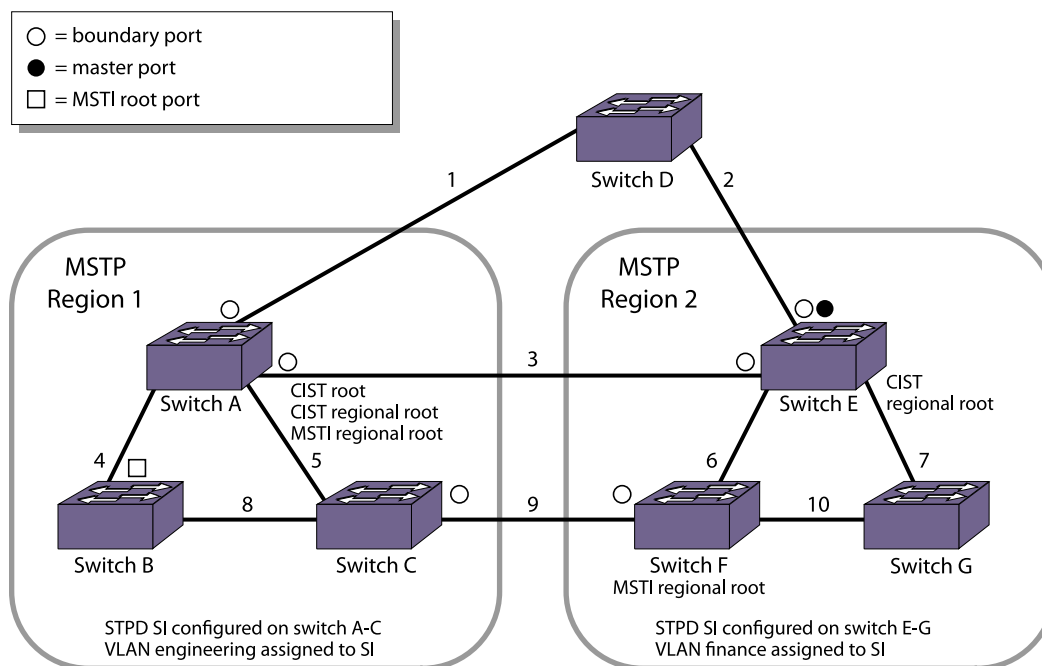 = boundary port
= master port
= MSTI root port
Switch D
1
2
MSTP
Region 1
MSTP
Region 2
3
Switch A
CIST root
CIST regional root
MSTI regional root
Switch E
CIST
regional root
4
5
6
7
8
9
10
Switch B
Switch C
Switch F
MSTI regional root
Switch G
STPD SI configured on switch A-C
VLAN engineering assigned to SI
STPD SI configured on switch E-G
VLAN finance assigned to SI